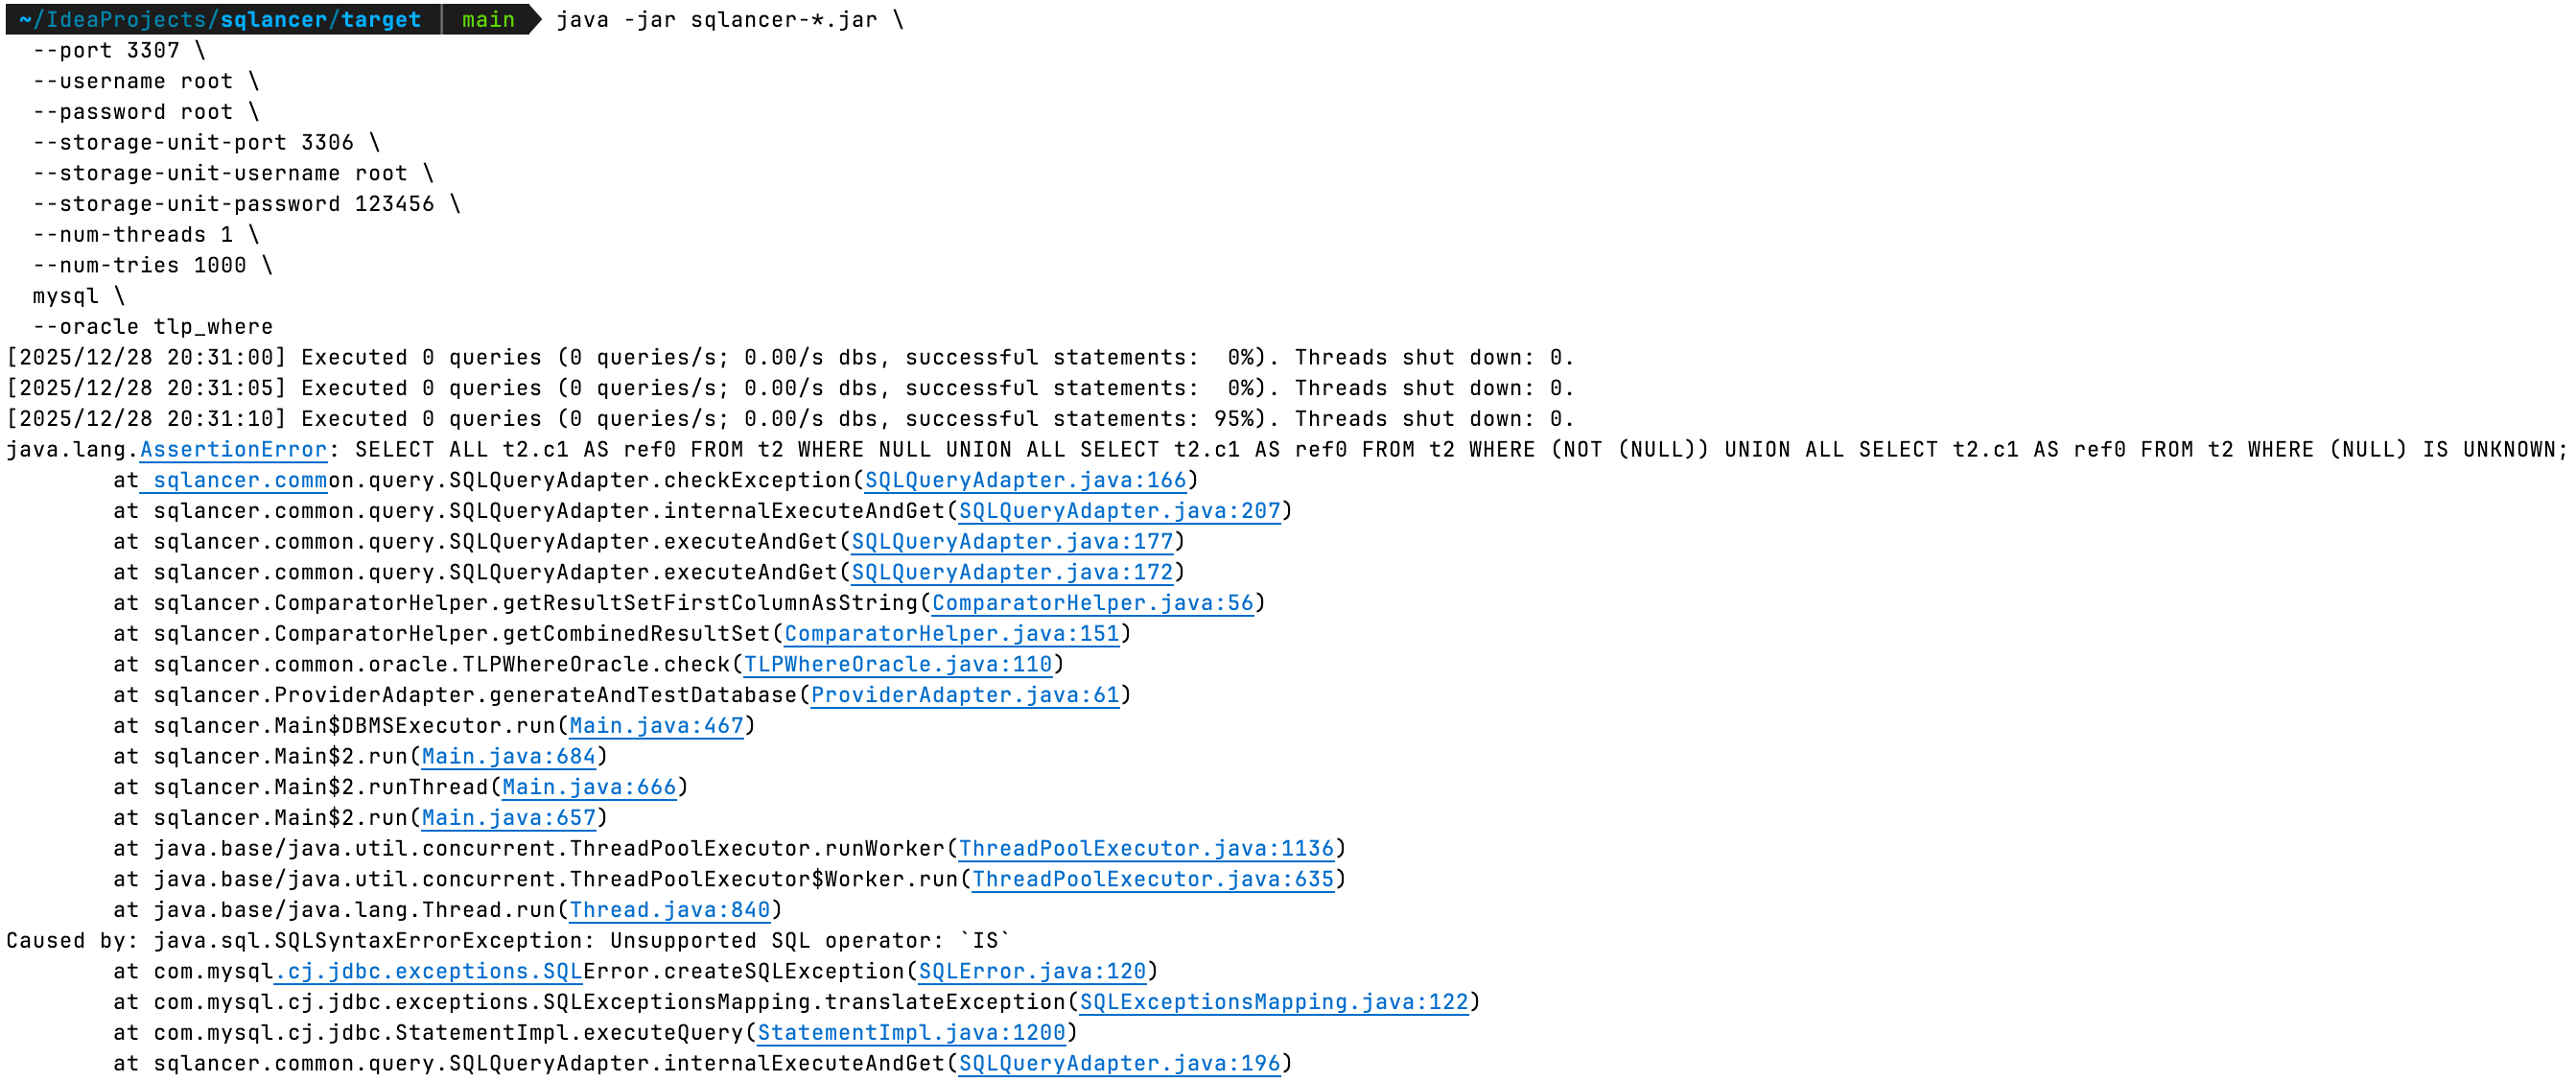 ~/IdeaProjects/sqlancer/target | main java -jar sqlancer-*.jar \
  --port 3307 \
  --username root \
  --password root \
  --storage-unit-port 3306 \
  --storage-unit-username root \
  --storage-unit-password 123456 \
  --num-threads 1 \
  --num-tries 1000 \
  mysql \
  --oracle tlp_where
[2025/12/28 20:31:00] Executed 0 queries (0 queries/s; 0.00/s dbs, successful statements:  0%). Threads shut down: 0.
[2025/12/28 20:31:05] Executed 0 queries (0 queries/s; 0.00/s dbs, successful statements:  0%). Threads shut down: 0.
[2025/12/28 20:31:10] Executed 0 queries (0 queries/s; 0.00/s dbs, successful statements: 95%). Threads shut down: 0.
java.lang.AssertionError: SELECT ALL t2.c1 AS ref0 FROM t2 WHERE NULL UNION ALL SELECT t2.c1 AS ref0 FROM t2 WHERE (NOT (NULL)) UNION ALL SELECT t2.c1 AS ref0 FROM t2 WHERE (NULL) IS UNKNOWN;
        at sqlancer.common.query.SQLQueryAdapter.checkException(SQLQueryAdapter.java:166)
        at sqlancer.common.query.SQLQueryAdapter.internalExecuteAndGet(SQLQueryAdapter.java:207)
        at sqlancer.common.query.SQLQueryAdapter.executeAndGet(SQLQueryAdapter.java:177)
        at sqlancer.common.query.SQLQueryAdapter.executeAndGet(SQLQueryAdapter.java:172)
        at sqlancer.ComparatorHelper.getResultSetFirstColumnAsString(ComparatorHelper.java:56)
        at sqlancer.ComparatorHelper.getCombinedResultSet(ComparatorHelper.java:151)
        at sqlancer.common.oracle.TLPWhereOracle.check(TLPWhereOracle.java:110)
        at sqlancer.ProviderAdapter.generateAndTestDatabase(ProviderAdapter.java:61)
        at sqlancer.Main$DBMSExecutor.run(Main.java:467)
        at sqlancer.Main$2.run(Main.java:684)
        at sqlancer.Main$2.runThread(Main.java:666)
        at sqlancer.Main$2.run(Main.java:657)
        at java.base/java.util.concurrent.ThreadPoolExecutor.runWorker(ThreadPoolExecutor.java:1136)
        at java.base/java.util.concurrent.ThreadPoolExecutor$Worker.run(ThreadPoolExecutor.java:635)
        at java.base/java.lang.Thread.run(Thread.java:840)
Caused by: java.sql.SQLSyntaxErrorException: Unsupported SQL operator: `IS`
        at com.mysql.cj.jdbc.exceptions.SQLError.createSQLException(SQLError.java:120)
        at com.mysql.cj.jdbc.exceptions.SQLExceptionsMapping.translateException(SQLExceptionsMapping.java:122)
        at com.mysql.cj.jdbc.StatementImpl.executeQuery(StatementImpl.java:1200)
        at sqlancer.common.query.SQLQueryAdapter.internalExecuteAndGet(SQLQueryAdapter.java:196)